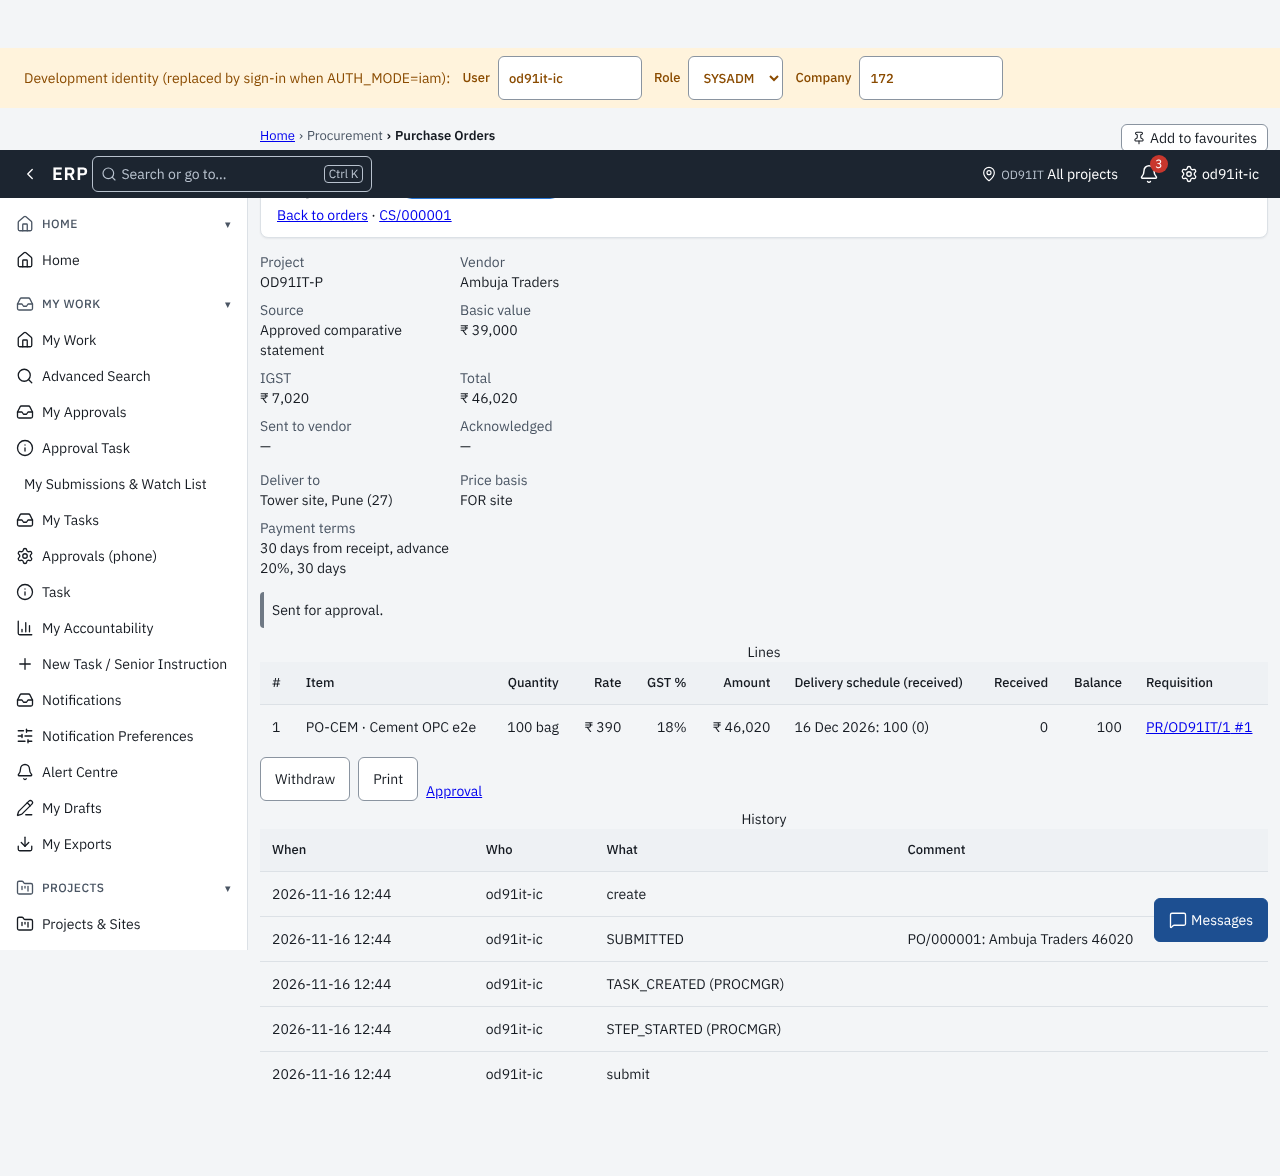 Development identity (replaced by sign-in when AUTH_MODE=iam): User od91it-ic Role SYSADM Company 172
Home › Procurement › Purchase Orders
Add to favourites
ERP Search or go to... Ctrl K OD91IT All projects 3 od91it-ic
HOME
Home
MY WORK
My Work
Advanced Search
My Approvals
Approval Task
My Submissions & Watch List
My Tasks
Approvals (phone)
Task
My Accountability
New Task / Senior Instruction
Notifications
Notification Preferences
Alert Centre
My Drafts
My Exports
PROJECTS
Projects & Sites
Back to orders · CS/000001
Project
OD91IT-P
Vendor
Ambuja Traders
Source
Approved comparative
statement
Basic value
₹ 39,000
IGST
₹ 7,020
Total
₹ 46,020
Sent to vendor
—
Acknowledged
—
Deliver to
Tower site, Pune (27)
Price basis
FOR site
Payment terms
30 days from receipt, advance
20%, 30 days
Sent for approval.
Lines
# Item Quantity Rate GST % Amount Delivery schedule (received) Received Balance Requisition
1 PO-CEM · Cement OPC e2e 100 bag ₹ 390 18% ₹ 46,020 16 Dec 2026: 100 (0) 0 100 PR/OD91IT/1 #1
Withdraw Print Approval
History
When Who What Comment
2026-11-16 12:44 od91it-ic create
2026-11-16 12:44 od91it-ic SUBMITTED PO/000001: Ambuja Traders 46020
2026-11-16 12:44 od91it-ic TASK_CREATED (PROCMGR)
2026-11-16 12:44 od91it-ic STEP_STARTED (PROCMGR)
2026-11-16 12:44 od91it-ic submit
Messages